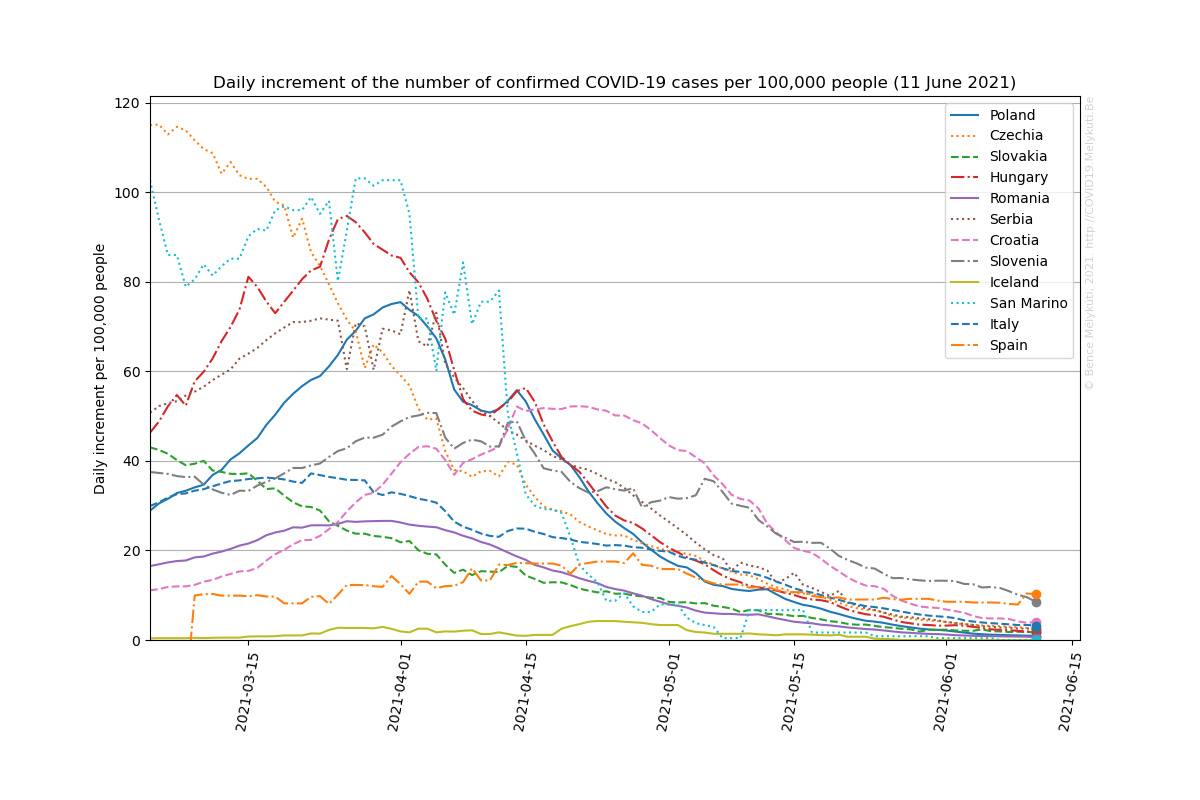 Daily increment of the number of confirmed COVID-19 cases per 100,000 people (11 June 2021)
Daily increment per 100,000 people
120
100
80
60
40
20
0
2021-03-15
2021-04-01
2021-04-15
2021-05-01
2021-05-15
2021-06-01
2021-06-15
Poland
Czechia
Slovakia
Hungary
Romania
Serbia
Croatia
Slovenia
Iceland
San Marino
Italy
Spain
© Bence Mélykúti, 2021 http://COVID19.Melykuti.Be